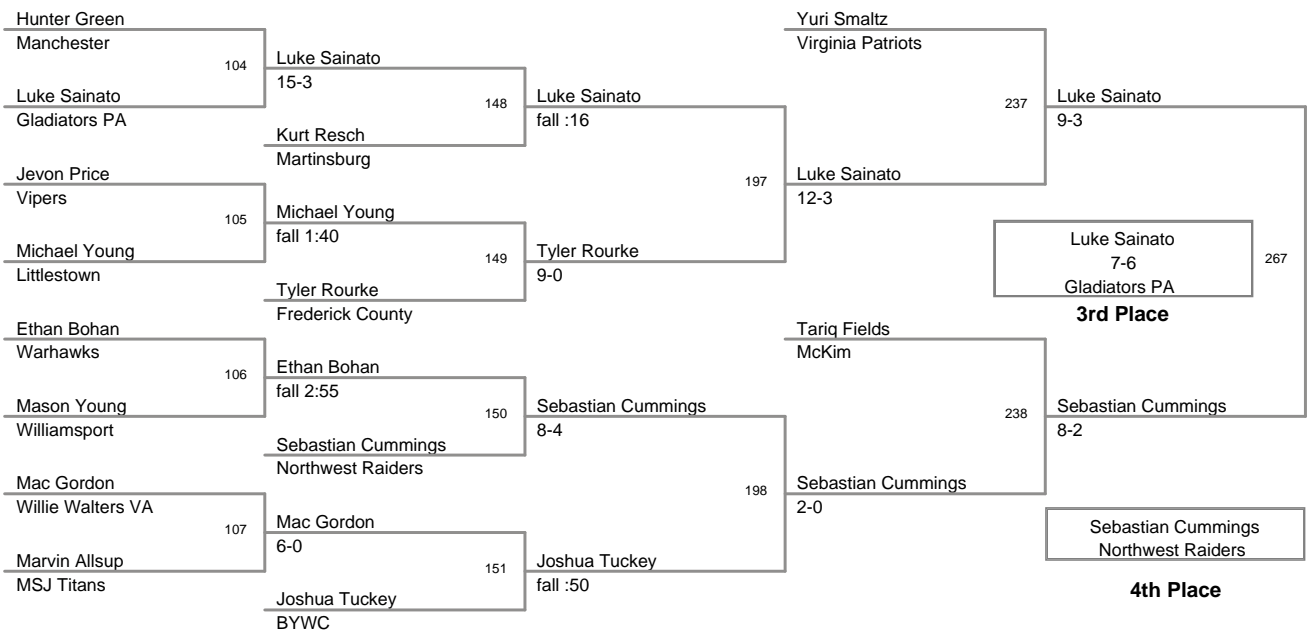 Hunter Green
Manchester
104
Luke Sainato
Gladiators PA
Jevon Price
Vipers
105
Michael Young
Littlestown
Ethan Bohan
Warhawks
106
Mason Young
Williamsport
Mac Gordon
Willie Walters VA
107
Marvin Allsup
MSJ Titans
Luke Sainato
15-3
148
Kurt Resch
Martinsburg
Michael Young
fall 1:40
149
Tyler Rourke
Frederick County
Ethan Bohan
fall 2:55
150
Sebastian Cummings
Northwest Raiders
Mac Gordon
6-0
151
Joshua Tuckey
BYWC
Luke Sainato
fall :16
197
Tyler Rourke
9-0
Sebastian Cummings
8-4
198
Joshua Tuckey
fall :50
Yuri Smaltz
Virginia Patriots
237
Luke Sainato
12-3
Tariq Fields
McKim
238
Sebastian Cummings
2-0
Luke Sainato
9-3
Luke Sainato
7-6
Gladiators PA
267
3rd Place
Sebastian Cummings
8-2
Sebastian Cummings
Northwest Raiders
4th Place